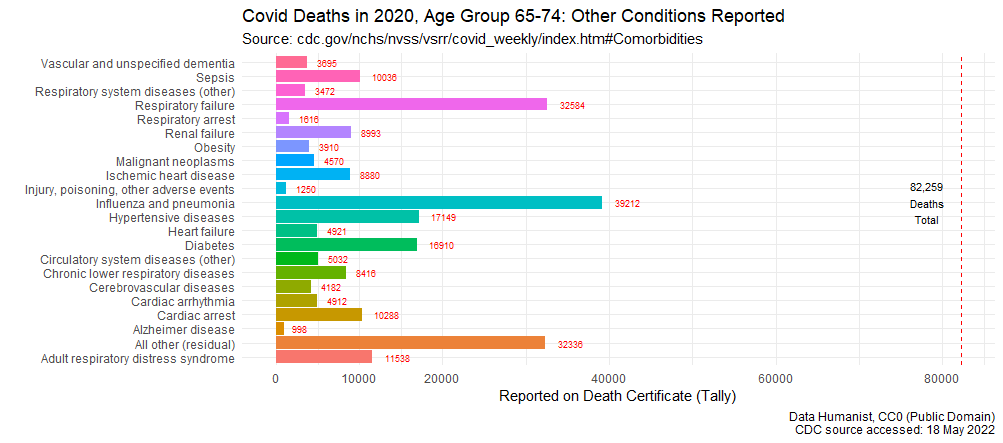 Covid Deaths in 2020, Age Group 65-74: Other Conditions Reported
Source: cdc.gov/nchs/nvss/vsrr/covid_weekly/index.htm#Comorbidities
Vascular and unspecified dementia 3695
Sepsis 10036
Respiratory system diseases (other) 3472
Respiratory failure 32584
Respiratory arrest 1616
Renal failure 8993
Obesity 3910
Malignant neoplasms 4570
Ischemic heart disease 8880
Injury, poisoning, other adverse events 1250
82,259
Influenza and pneumonia 39212
Deaths
Hypertensive diseases 17149
Total
Heart failure 4921
Diabetes 16910
Circulatory system diseases (other) 5032
Chronic lower respiratory diseases 8416
Cerebrovascular diseases 4182
Cardiac arrhythmia 4912
Cardiac arrest 10288
Alzheimer disease 998
All other (residual) 32336
Adult respiratory distress syndrome 11538
0 10000 20000 40000 60000 80000
Reported on Death Certificate (Tally)
Data Humanist, CC0 (Public Domain)
CDC source accessed: 18 May 2022